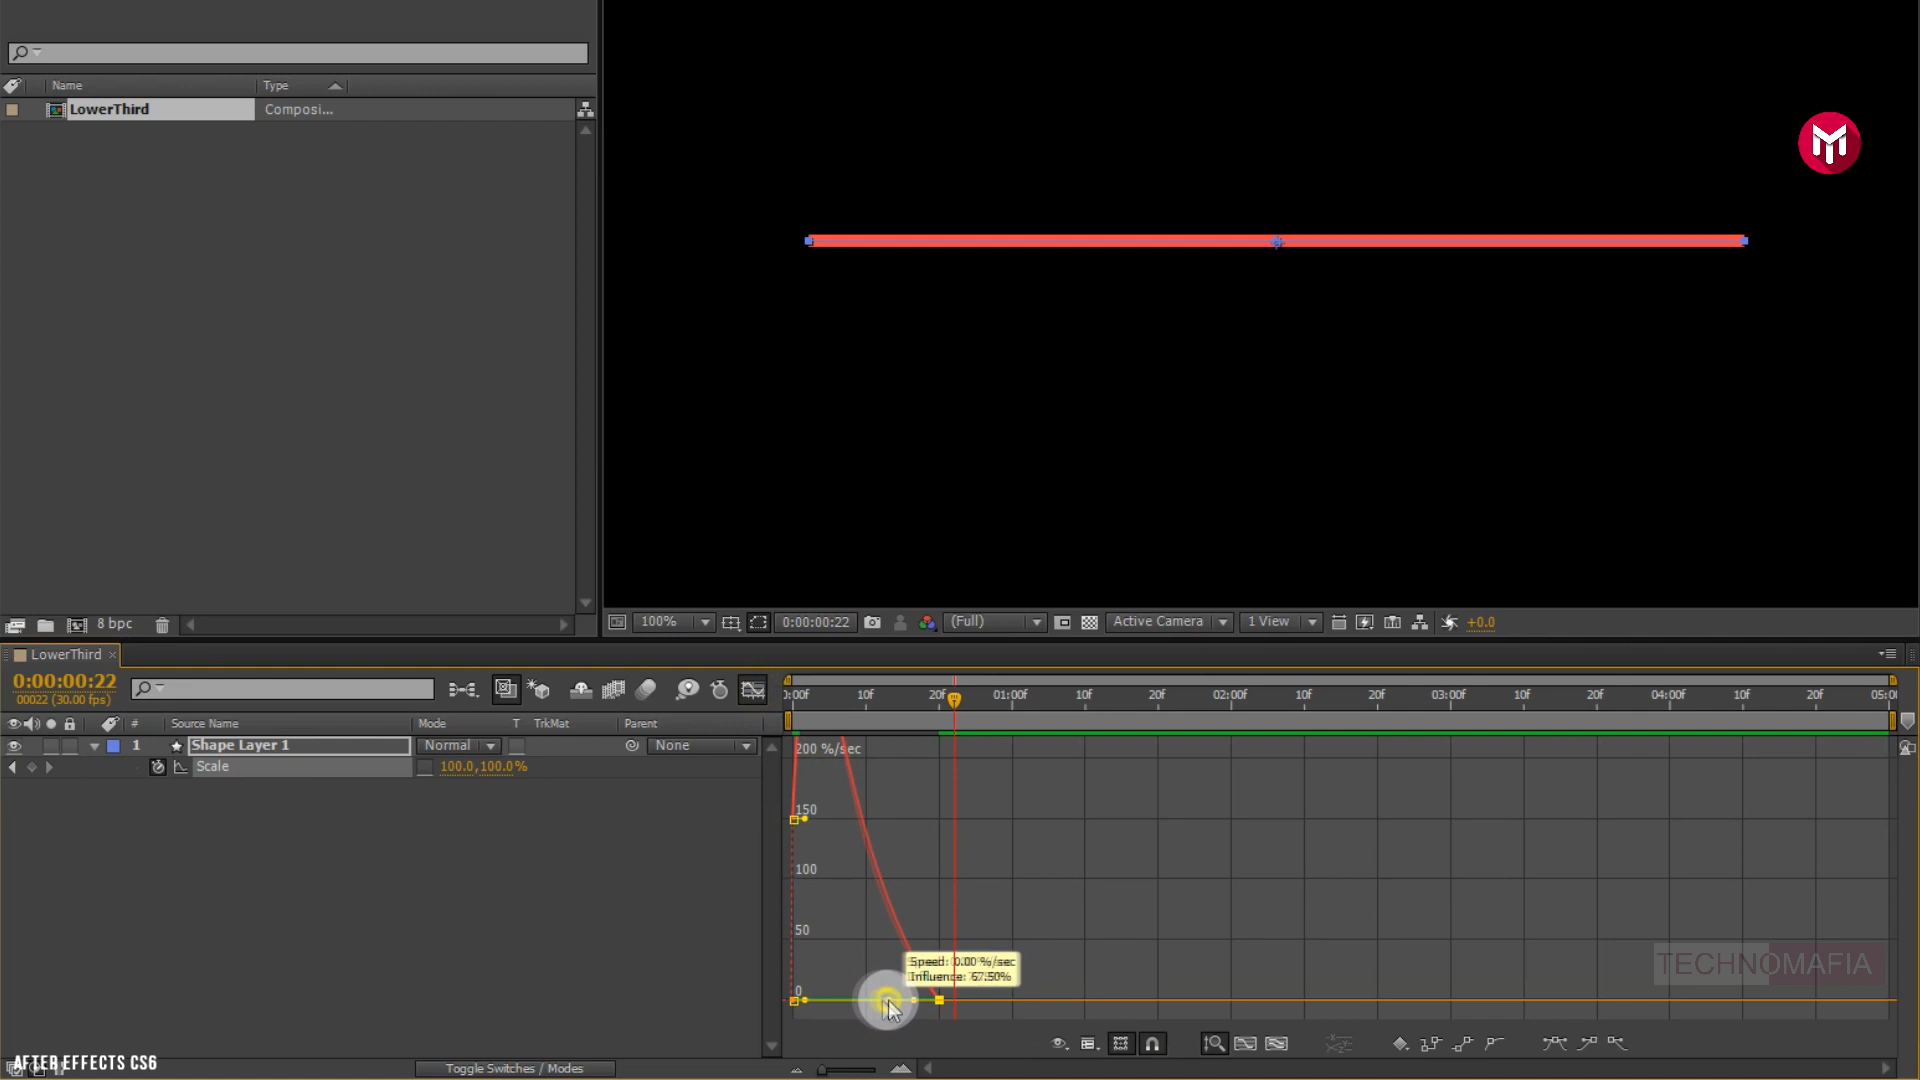 Name
Type
LowerThird
Composi...
8 bpc
100%
0:00:00:22
(Full)
Active Camera
1 View
+0.0
LowerThird
0:00:00:22
00022 (30.00 fps)
#
Source Name
Mode
T
TrkMat
Parent
1
Shape Layer 1
Normal
None
Scale
100.0,100.0%
0:00f 10f 20f 01:00f 10f 20f 02:00f 10f 20f 03:00f 10f 20f 04:00f 10f 20f 05:00
200 %/sec
150
100
50
0
Speed: 0.00 %/sec
Influence: 67.50%
TECHNOMAFIA
AFTER EFFECTS CS6
Toggle Switches / Modes